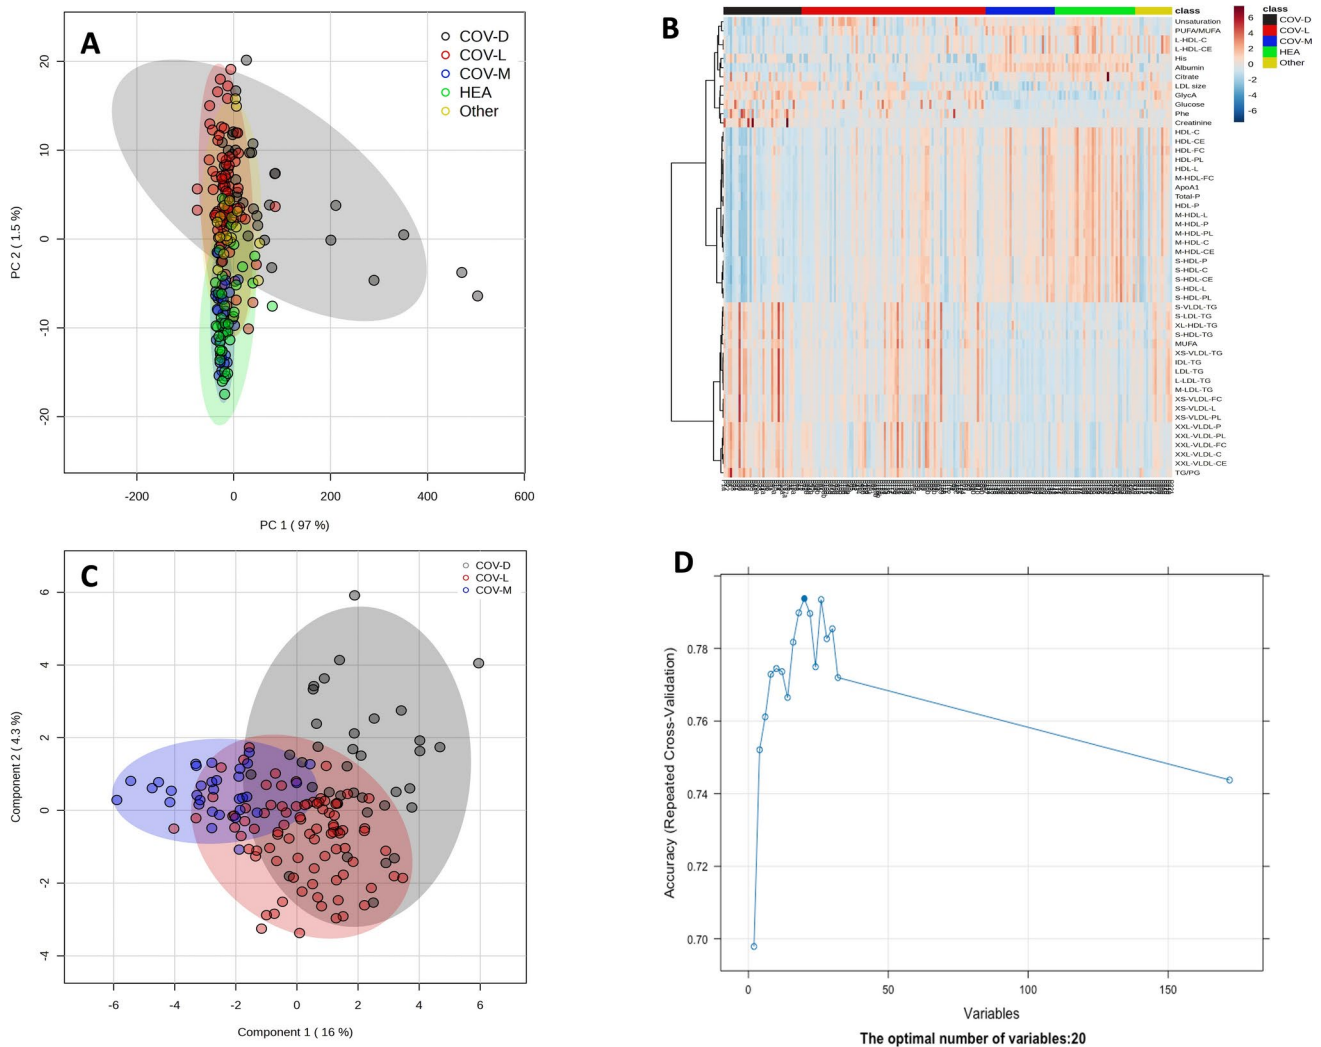 A
COV-D
COV-L
COV-M
HEA
Other
20
10
0
-10
-20
PC 2 ( 1.5 %)
-200
0
200
400
600
PC 1 ( 97 %)
B
class
Unsaturation
PUFA/MUFA
L-HDL-C
L-HDL-CE
His
Albumin
Citrate
LDL size
GlycA
Glucose
Phe
Creatinine
HDL-C
HDL-CE
HDL-FC
HDL-PL
HDL-L
M-HDL-FC
ApoA1
Total-P
HDL-P
M-HDL-L
M-HDL-P
M-HDL-PL
M-HDL-C
M-HDL-CE
S-HDL-P
S-HDL-C
S-HDL-CE
S-HDL-L
S-HDL-PL
S-VLDL-TG
S-LDL-TG
XL-HDL-TG
S-HDL-TG
MUFA
XS-VLDL-TG
IDL-TG
LDL-TG
L-LDL-TG
M-LDL-TG
XS-VLDL-FC
XS-VLDL-L
XS-VLDL-PL
XXL-VLDL-P
XXL-VLDL-PL
XXL-VLDL-FC
XXL-VLDL-C
XXL-VLDL-CE
TG/PG
6
4
2
0
-2
-4
-6
class
COV-D
COV-L
COV-M
HEA
Other
C
COV-D
COV-L
COV-M
6
4
2
0
-2
-4
Component 2 ( 4.3 %)
-6
-4
-2
0
2
4
6
Component 1 ( 16 %)
D
0.78
0.76
0.74
0.72
0.70
Accuracy (Repeated Cross-Validation)
0
50
100
150
Variables
The optimal number of variables:20